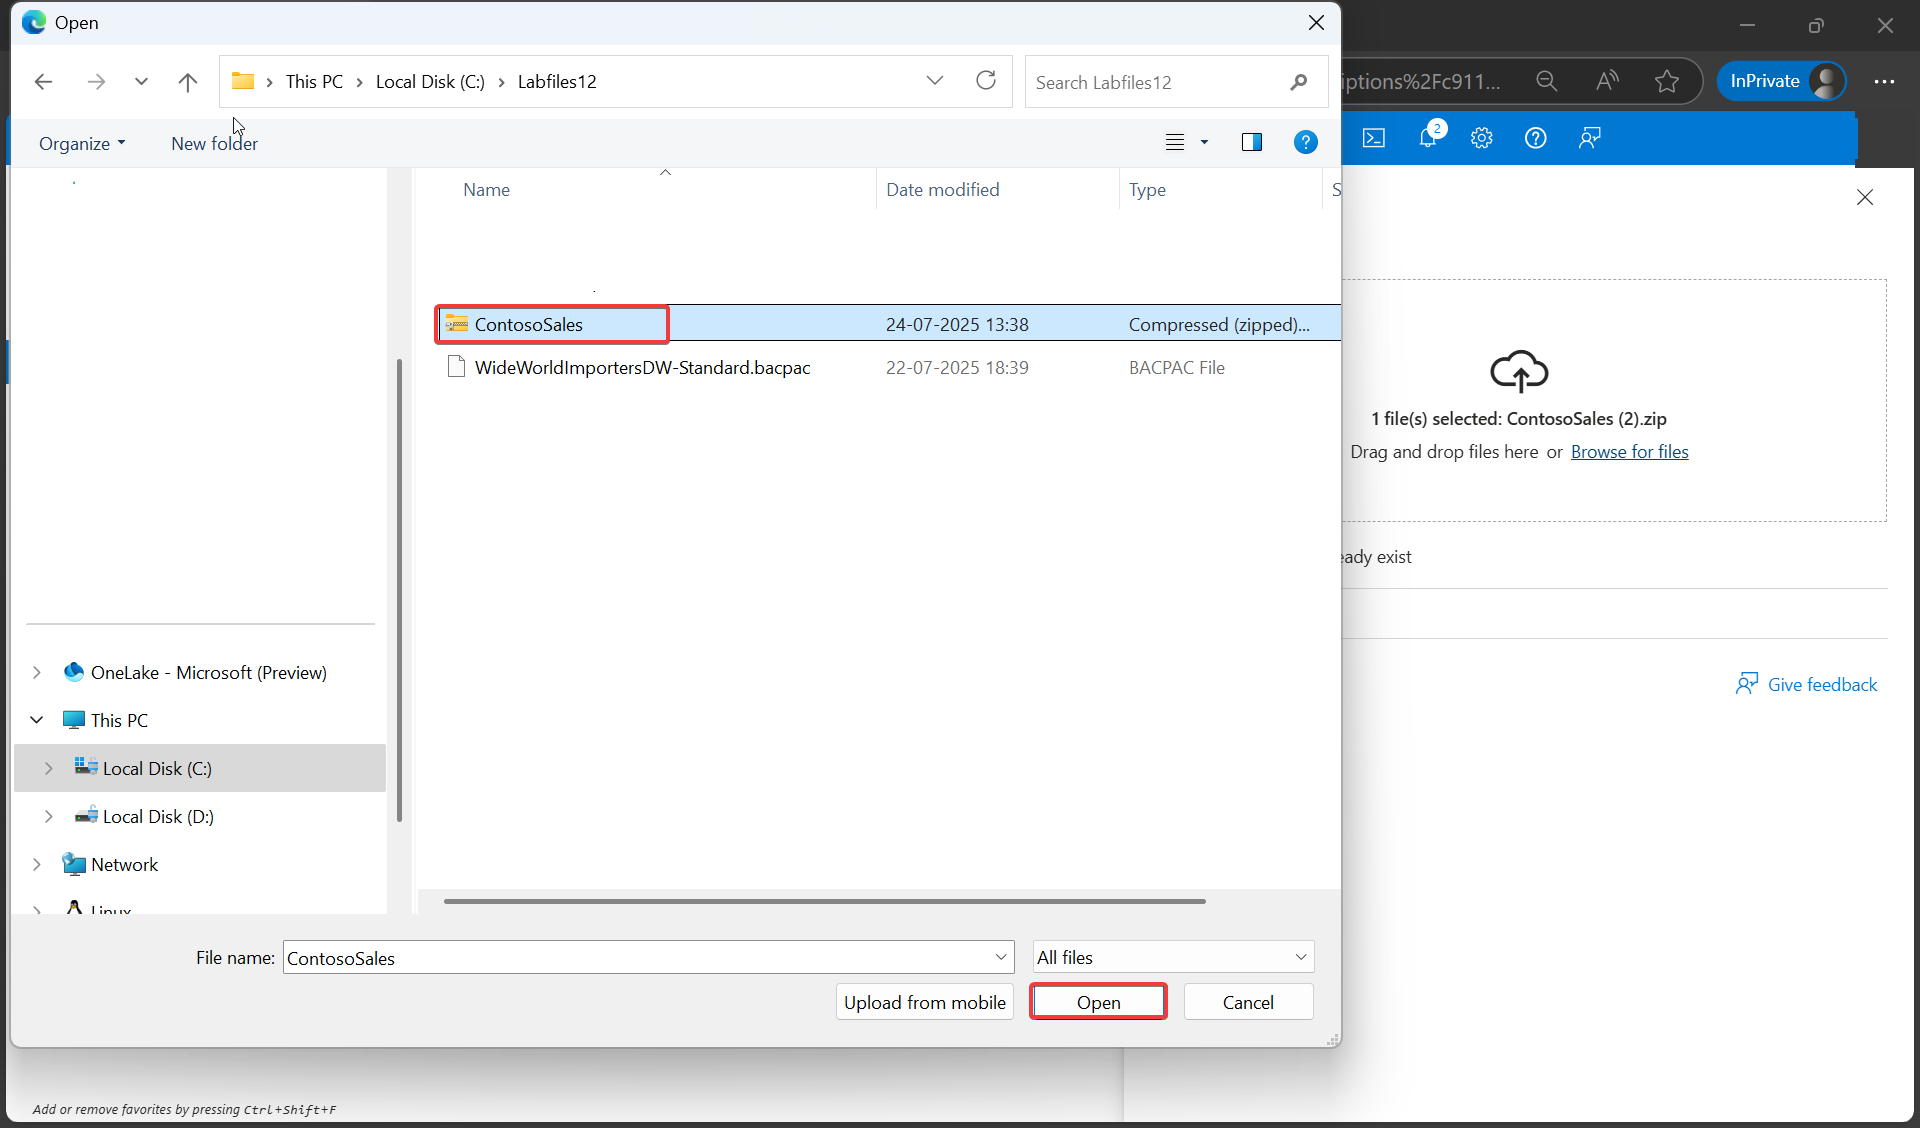 Open
This PC > Local Disk (C:) > Labfiles12
Search Labfiles12
iptions%2Fc911...
InPrivate
Organize
New folder
2
Name
Date modified
Type
S
ContosoSales
24-07-2025 13:38
Compressed (zipped)...
WideWorldImportersDW-Standard.bacpac
22-07-2025 18:39
BACPAC File
1 file(s) selected: ContosoSales (2).zip
Drag and drop files here or Browse for files
eady exist
Give feedback
OneLake - Microsoft (Preview)
This PC
Local Disk (C:)
Local Disk (D:)
Network
Linux
File name:
ContosoSales
All files
Upload from mobile
Open
Cancel
Add or remove favorites by pressing Ctrl+Shift+F